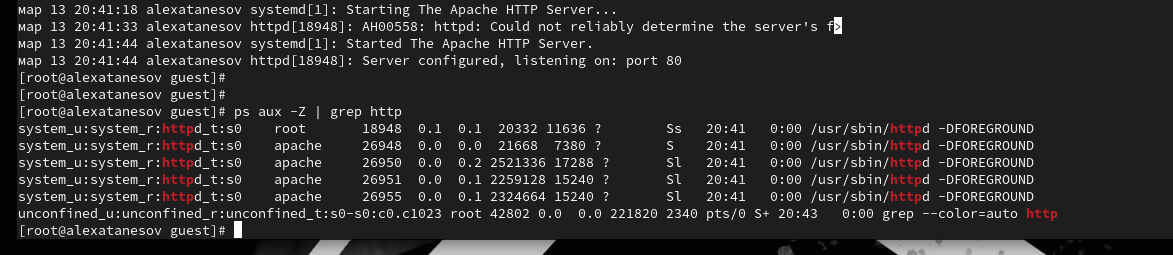 мар 13 20:41:18 alexatanesov systemd[1]: Starting The Apache HTTP Server...
мар 13 20:41:33 alexatanesov httpd[18948]: AH00558: httpd: Could not reliably determine the server's f>
мар 13 20:41:44 alexatanesov systemd[1]: Started The Apache HTTP Server.
мар 13 20:41:44 alexatanesov httpd[18948]: Server configured, listening on: port 80
[root@alexatanesov guest]#
[root@alexatanesov guest]#
[root@alexatanesov guest]# ps aux -Z | grep http
system_u:system_r:httpd_t:s0    root       18948  0.1  0.1  20332 11636 ?        Ss   20:41   0:00 /usr/sbin/httpd -DFOREGROUND
system_u:system_r:httpd_t:s0    apache     26948  0.0  0.0  21668  7380 ?        S    20:41   0:00 /usr/sbin/httpd -DFOREGROUND
system_u:system_r:httpd_t:s0    apache     26950  0.0  0.2 2521336 17288 ?       Sl   20:41   0:00 /usr/sbin/httpd -DFOREGROUND
system_u:system_r:httpd_t:s0    apache     26951  0.0  0.1 2259128 15240 ?       Sl   20:41   0:00 /usr/sbin/httpd -DFOREGROUND
system_u:system_r:httpd_t:s0    apache     26955  0.0  0.1 2324664 15240 ?       Sl   20:41   0:00 /usr/sbin/httpd -DFOREGROUND
unconfined_u:unconfined_r:unconfined_t:s0-s0:c0.c1023 root 42802 0.0  0.0 221820 2340 pts/0 S+ 20:43   0:00 grep --color=auto http
[root@alexatanesov guest]#